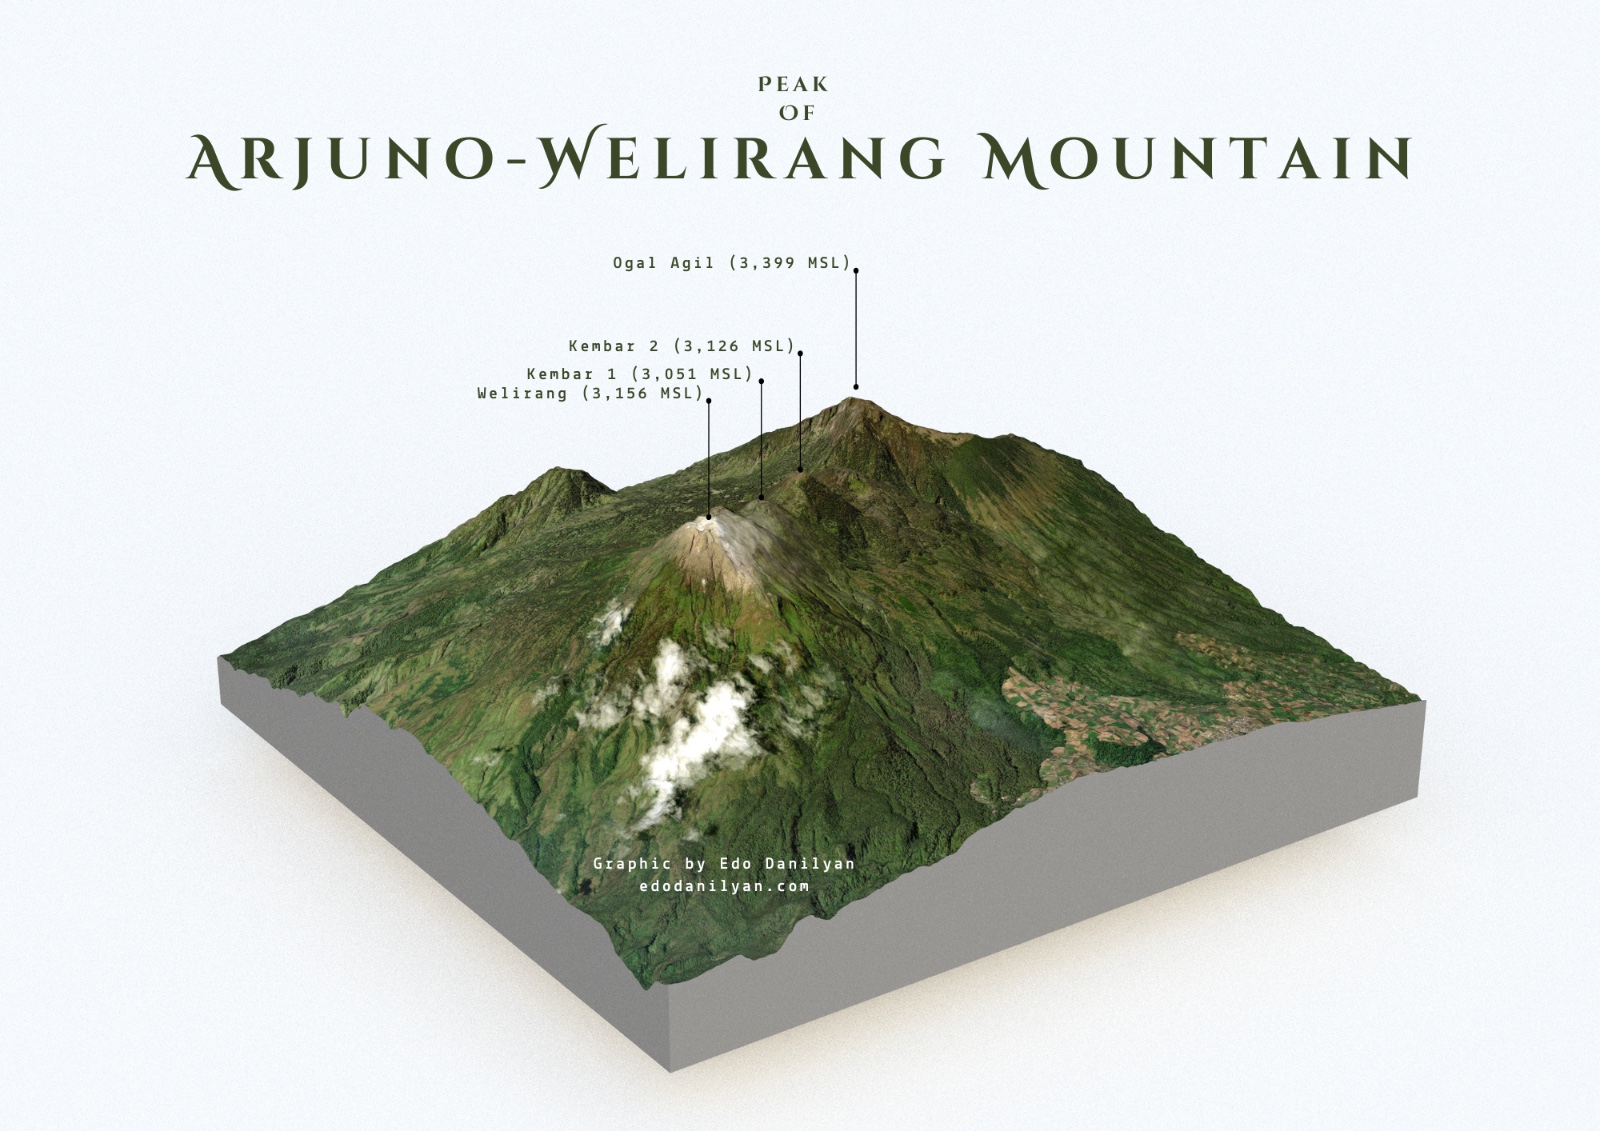 PEAK
OF
ARJUNO-WELIRANG MOUNTAIN
Ogal Agil (3,399 MSL)
Kembar 2 (3,126 MSL)
Kembar 1 (3,051 MSL)
Welirang (3,156 MSL)
Graphic by Edo Danilyan
edodanilyan.com